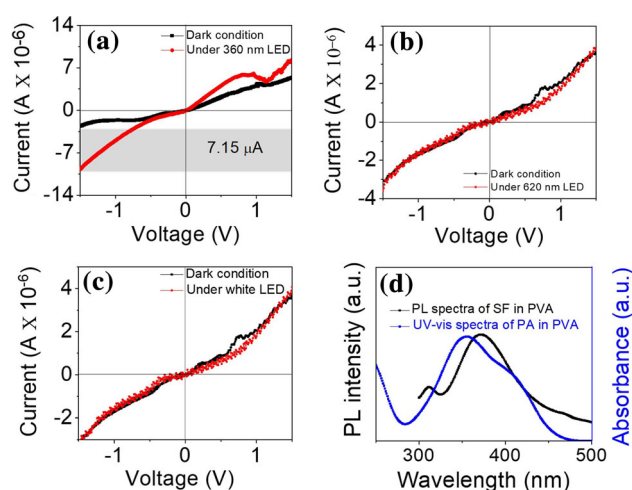 (a)
Dark condition
Under 360 nm LED
14
7
0
-7
-14
7.15 µA
-1
0
1
Voltage (V)
Current (A X 10-6)
(b)
4
2
0
-2
-4
Dark condition
Under 620 nm LED
-1
0
1
Voltage (V)
Current (A X 10-6)
(c)
Dark condition
Under white LED
4
2
0
-2
-1
0
1
Voltage (V)
Current (A X 10-6)
(d)
PL spectra of SF in PVA
UV-vis spectra of PA in PVA
300
400
500
Wavelength (nm)
PL intensity (a.u.)
Absorbance (a.u.)